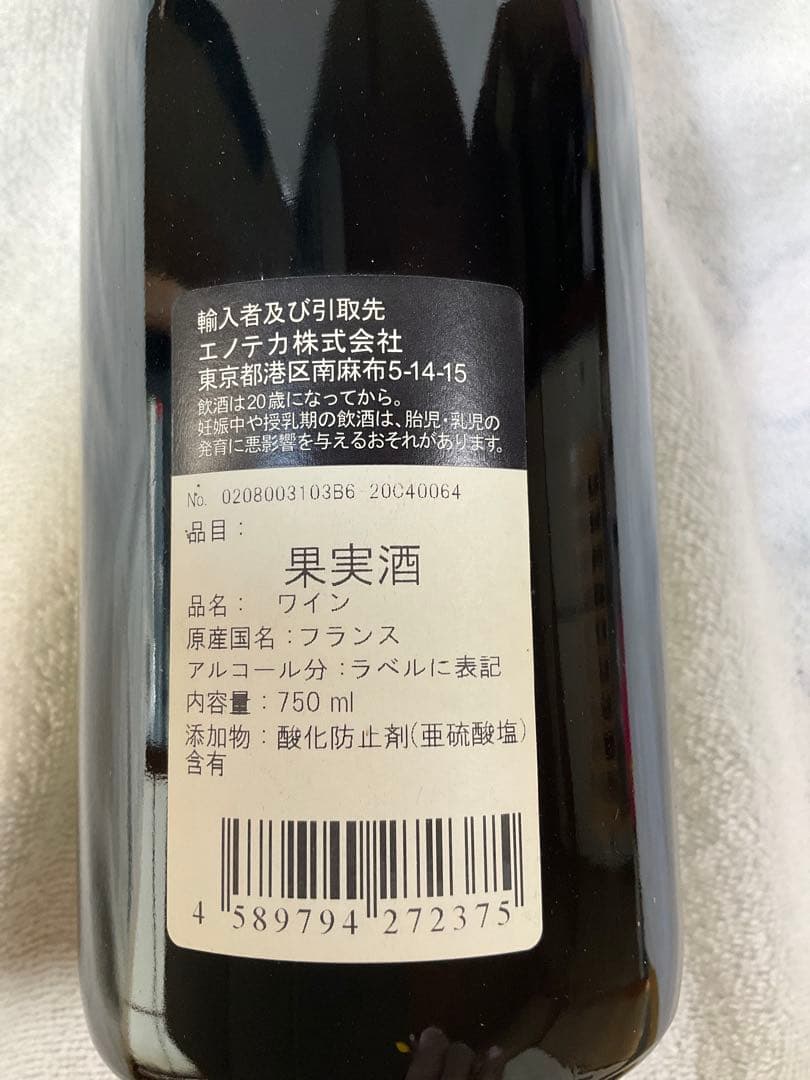 輸入者及び引取先
エノテカ株式会社
東京都港区南麻布5-14-15
飲酒は20歳になってから。
妊娠中や授乳期の飲酒は、胎児・乳児の
発育に悪影響を与えるおそれがあります。
No. 0208003103B6-20C40064
品目：
果実酒
品名： ワイン
原産国名：フランス
アルコール分：ラベルに表記
内容量：750 ml
添加物：酸化防止剤(亜硫酸塩)
含有
4 589794 272375